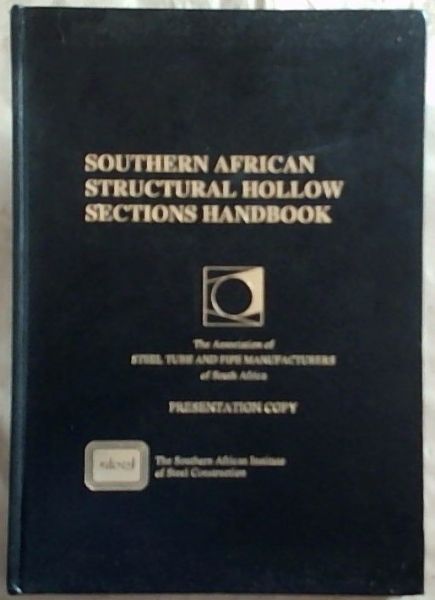 SOUTHERN AFRICAN
STRUCTURAL HOLLOW
SECTIONS HANDBOOK
The Association of
STEEL TUBE AND PIPE MANUFACTURERS
of South Africa
PRESENTATION COPY
The Southern African Institute
of Steel Construction